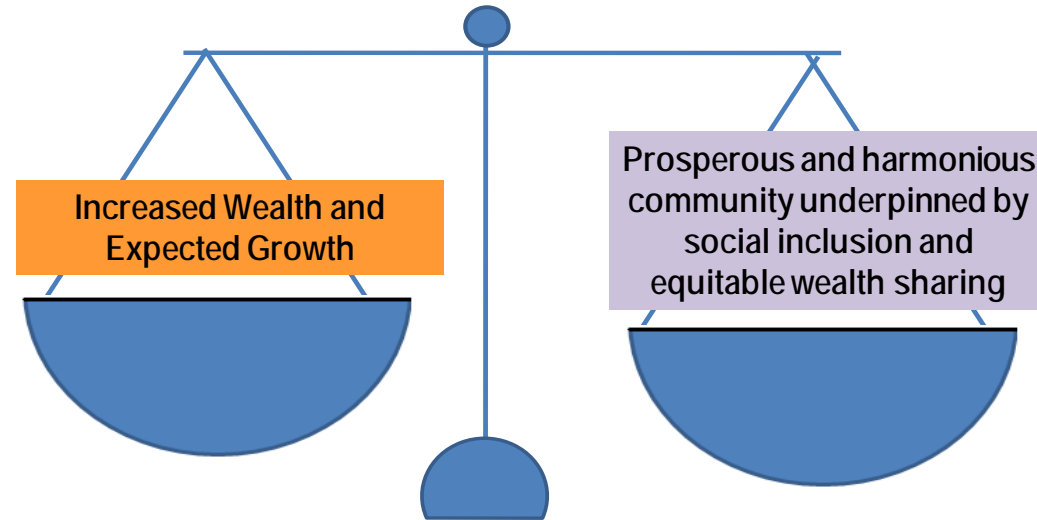 Increased Wealth and
Expected Growth
Prosperous and harmonious
community underpinned by
social inclusion and
equitable wealth sharing